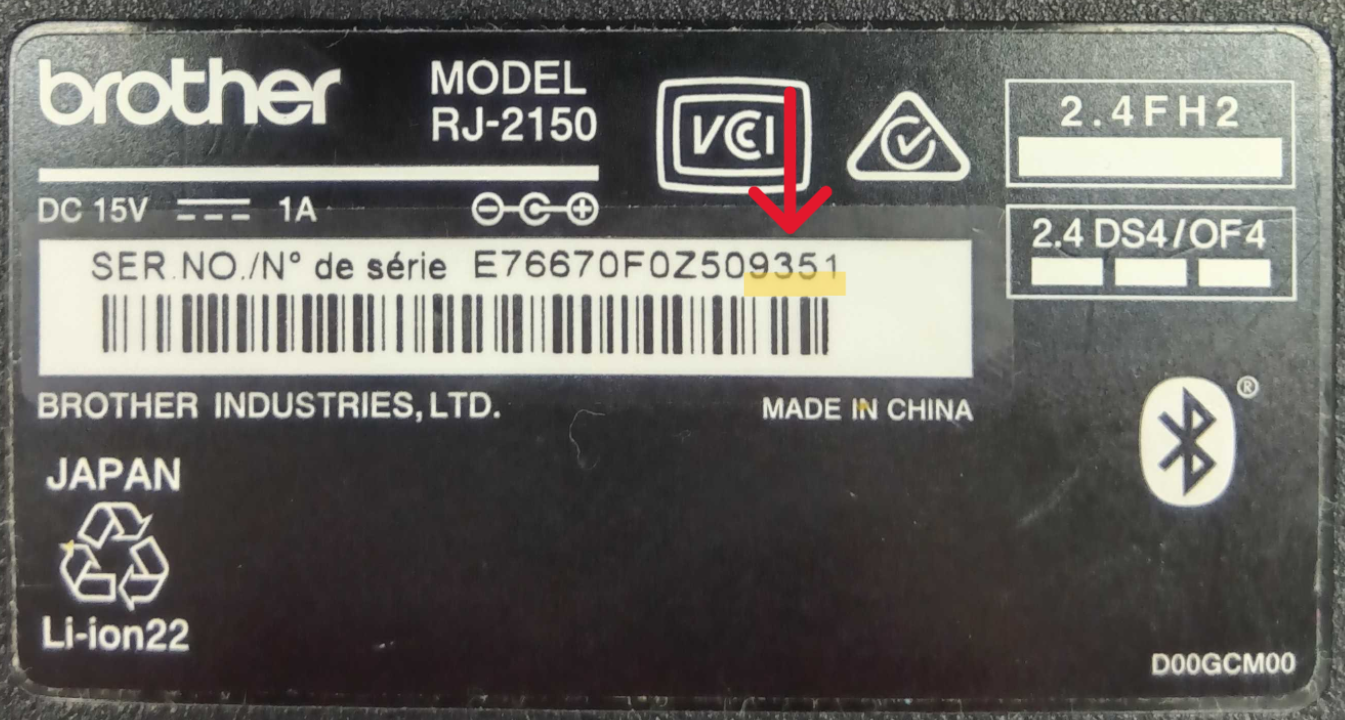 brother
MODEL
RJ-2150
VCCI
2.4FH2
DC 15V 1A
2.4 DS4/OF4
SER.NO./N° de série E76670F0Z509351
BROTHER INDUSTRIES, LTD.
MADE IN CHINA
®
JAPAN
Li-ion22
D00GCM00